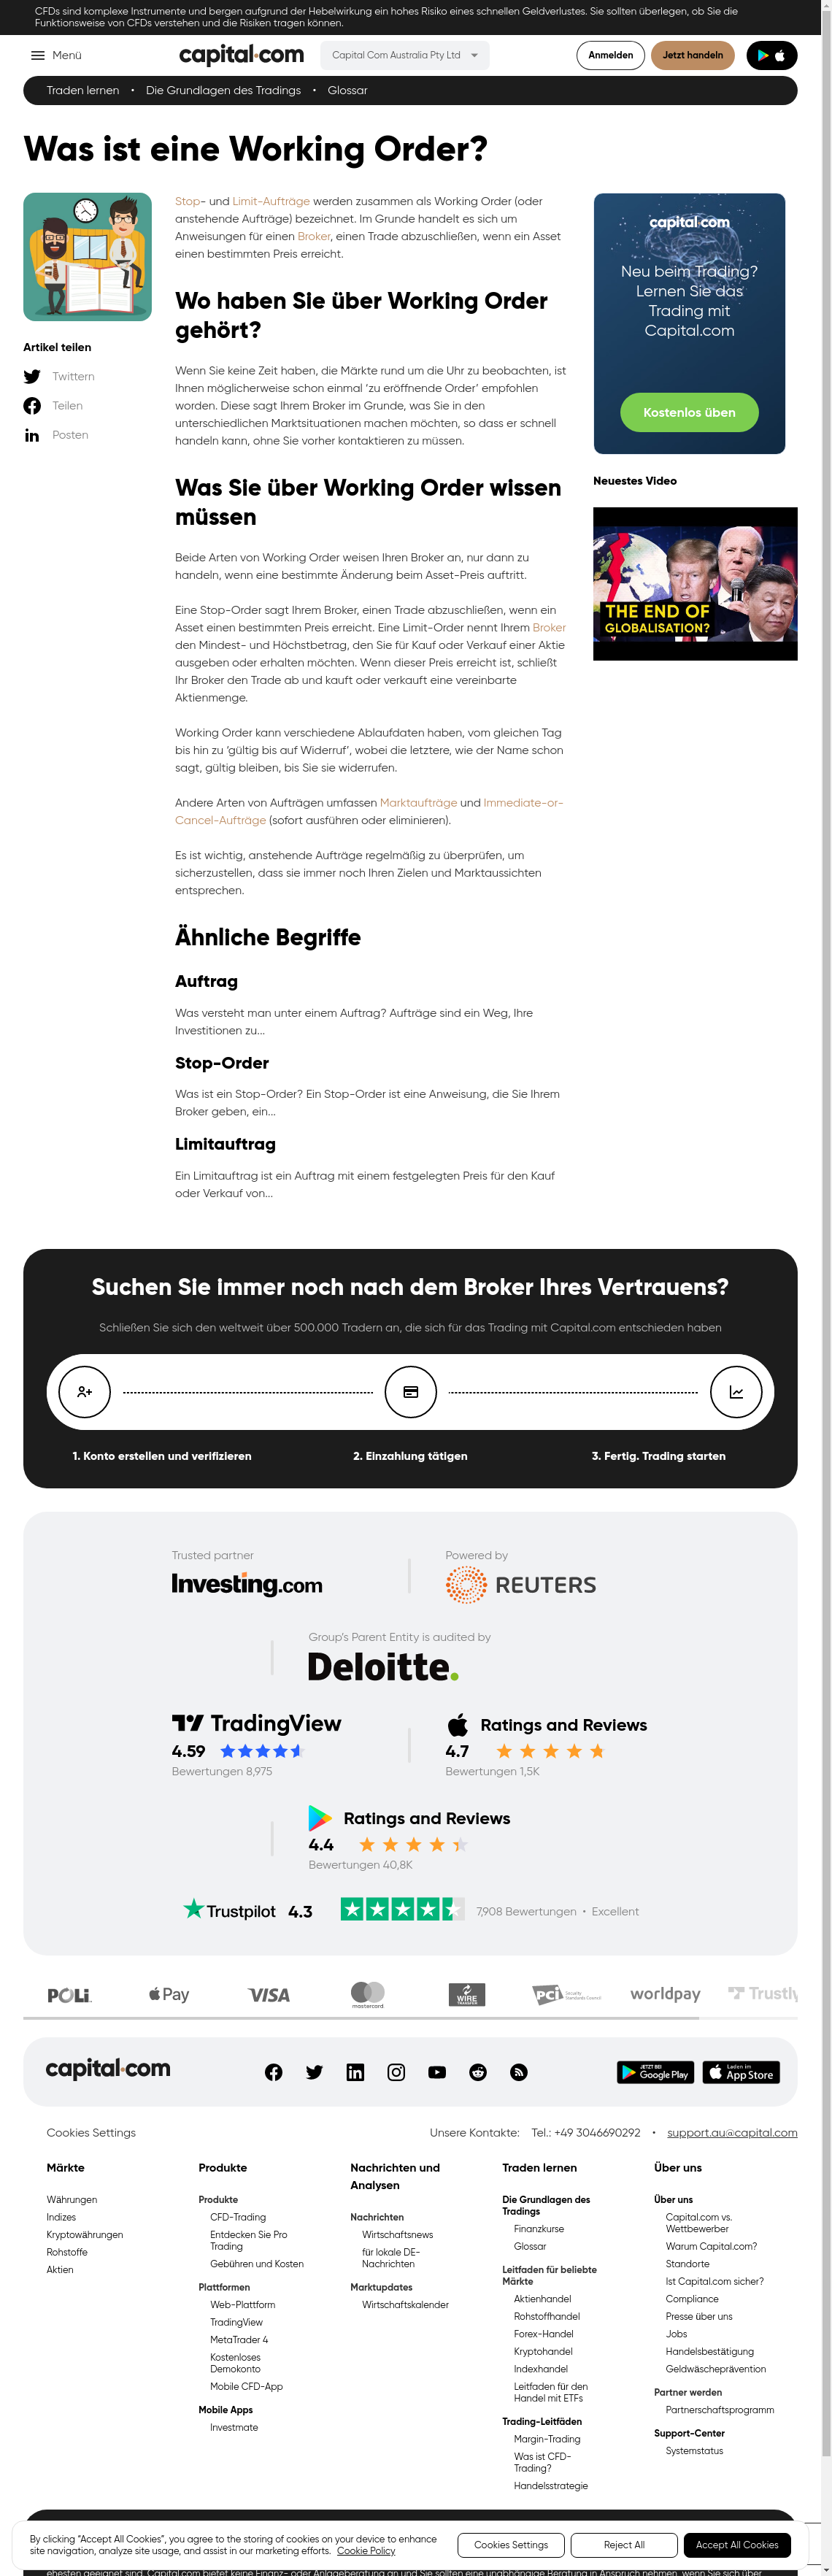 CFDs sind komplexe Instrumente und bergen aufgrund der Hebelwirkung ein hohes Risiko eines schnellen Geldverlustes. Sie sollten überlegen, ob Sie die
Funktionsweise von CFDs verstehen und die Risiken tragen können.
Menü
capital.com
Capital Com Australia Pty Ltd
Anmelden
Jetzt handeln
Traden lernen • Die Grundlagen des Tradings • Glossar
Was ist eine Working Order?
Artikel teilen
Twittern
Teilen
Posten
Stop- und Limit-Aufträge werden zusammen als Working Order (oder
anstehende Aufträge) bezeichnet. Im Grunde handelt es sich um
Anweisungen für einen Broker, einen Trade abzuschließen, wenn ein Asset
einen bestimmten Preis erreicht.
Wo haben Sie über Working Order
gehört?
Wenn Sie keine Zeit haben, die Märkte rund um die Uhr zu beobachten, ist
Ihnen möglicherweise schon einmal ‘zu eröffnende Order’ empfohlen
worden. Diese sagt Ihrem Broker im Grunde, was Sie in den
unterschiedlichen Marktsituationen machen möchten, so dass er schnell
handeln kann, ohne Sie vorher kontaktieren zu müssen.
Was Sie über Working Order wissen
müssen
Beide Arten von Working Order weisen Ihren Broker an, nur dann zu
handeln, wenn eine bestimmte Änderung beim Asset-Preis auftritt.
Eine Stop-Order sagt Ihrem Broker, einen Trade abzuschließen, wenn ein
Asset einen bestimmten Preis erreicht. Eine Limit-Order nennt Ihrem Broker
den Mindest- und Höchstbetrag, den Sie für Kauf oder Verkauf einer Aktie
ausgeben oder erhalten möchten. Wenn dieser Preis erreicht ist, schließt
Ihr Broker den Trade ab und kauft oder verkauft eine vereinbarte
Aktienmenge.
Working Order kann verschiedene Ablaufdaten haben, vom gleichen Tag
bis hin zu ‘gültig bis auf Widerruf’, wobei die letztere, wie der Name schon
sagt, gültig bleiben, bis Sie sie widerrufen.
Andere Arten von Aufträgen umfassen Marktaufträge und Immediate-or-
Cancel-Aufträge (sofort ausführen oder eliminieren).
Es ist wichtig, anstehende Aufträge regelmäßig zu überprüfen, um
sicherzustellen, dass sie immer noch Ihren Zielen und Marktaussichten
entsprechen.
Ähnliche Begriffe
Auftrag
Was versteht man unter einem Auftrag? Aufträge sind ein Weg, Ihre
Investitionen zu...
Stop-Order
Was ist ein Stop-Order? Ein Stop-Order ist eine Anweisung, die Sie Ihrem
Broker geben, ein...
Limitauftrag
Ein Limitauftrag ist ein Auftrag mit einem festgelegten Preis für den Kauf
oder Verkauf von...
capital.com
Neu beim Trading?
Lernen Sie das
Trading mit
Capital.com
Kostenlos üben
Neuestes Video
THE END OF
GLOBALISATION?
Suchen Sie immer noch nach dem Broker Ihres Vertrauens?
Schließen Sie sich den weltweit über 500.000 Tradern an, die sich für das Trading mit Capital.com entschieden haben
1. Konto erstellen und verifizieren
2. Einzahlung tätigen
3. Fertig. Trading starten
Trusted partner
Investing.com
Powered by
REUTERS
Group's Parent Entity is audited by
Deloitte.
TradingView
4.59
Bewertungen 8,975
Ratings and Reviews
4.7
Bewertungen 1,5K
Ratings and Reviews
4.4
Bewertungen 40,8K
Trustpilot 4.3
7,908 Bewertungen • Excellent
POLi
Pay
VISA
mastercard
WIRE
TRANSFER
PCI Security
Standards Council
worldpay
Trustly
capital.com
JETZT BEI
Google Play
Laden im
App Store
Cookies Settings
Unsere Kontakte: Tel.: +49 3046690292 • support.au@capital.com
Märkte
Währungen
Indizes
Kryptowährungen
Rohstoffe
Aktien
Produkte
Produkte
CFD-Trading
Entdecken Sie Pro
Trading
Gebühren und Kosten
Plattformen
Web-Plattform
TradingView
MetaTrader 4
Kostenloses
Demokonto
Mobile CFD-App
Mobile Apps
Investmate
Nachrichten und
Analysen
Nachrichten
Wirtschaftsnews
für lokale DE-
Nachrichten
Marktupdates
Wirtschaftskalender
Traden lernen
Die Grundlagen des
Tradings
Finanzkurse
Glossar
Leitfaden für beliebte
Märkte
Aktienhandel
Rohstoffhandel
Forex-Handel
Kryptohandel
Indexhandel
Leitfaden für den
Handel mit ETFs
Trading-Leitfäden
Margin-Trading
Was ist CFD-
Trading?
Handelsstrategie
Über uns
Über uns
Capital.com vs.
Wettbewerber
Warum Capital.com?
Standorte
Ist Capital.com sicher?
Compliance
Presse über uns
Jobs
Handelsbestätigung
Geldwäscheprävention
Partner werden
Partnerschaftsprogramm
Support-Center
Systemstatus
By clicking “Accept All Cookies”, you agree to the storing of cookies on your device to enhance
site navigation, analyze site usage, and assist in our marketing efforts. Cookie Policy
Cookies Settings
Reject All
Accept All Cookies